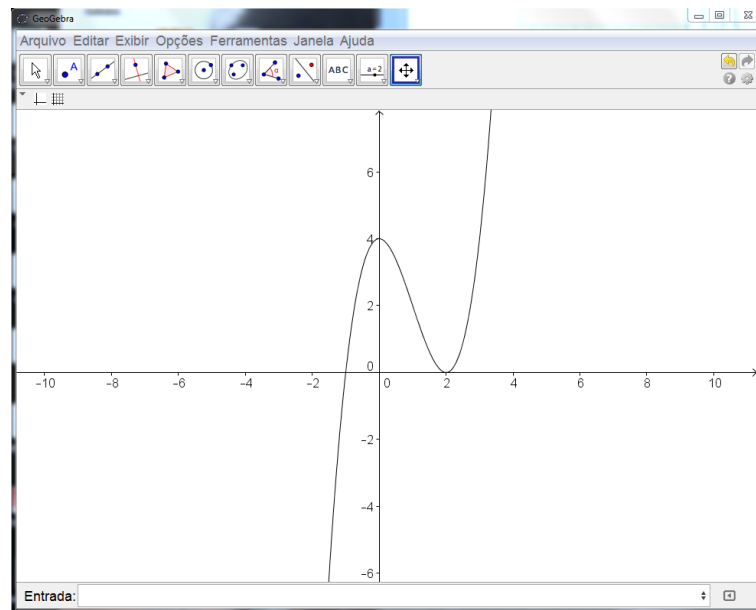 GeoGebra
Arquivo Editar Exibir Opções Ferramentas Janela Ajuda
A α ABC a=2
6
4
2
0
-10 -8 -6 -4 -2 0 2 4 6 8 10
-2
-4
-6
Entrada: